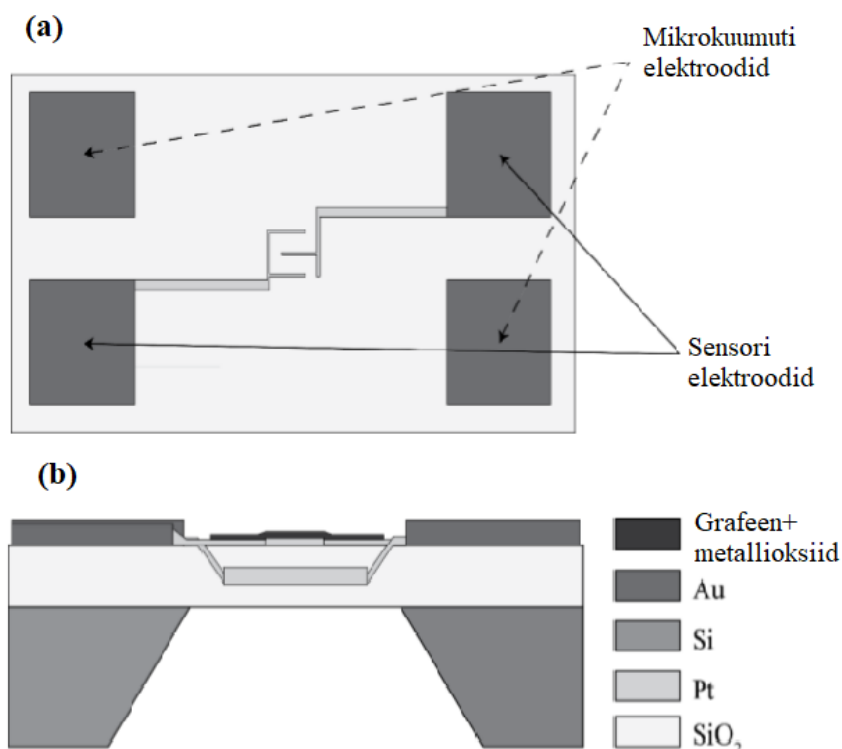 (a)
Mikrokuumuti
elektroodid
Sensori
elektroodid
(b)
Grafeen+
metallioksiid
Au
Si
Pt
SiO₂